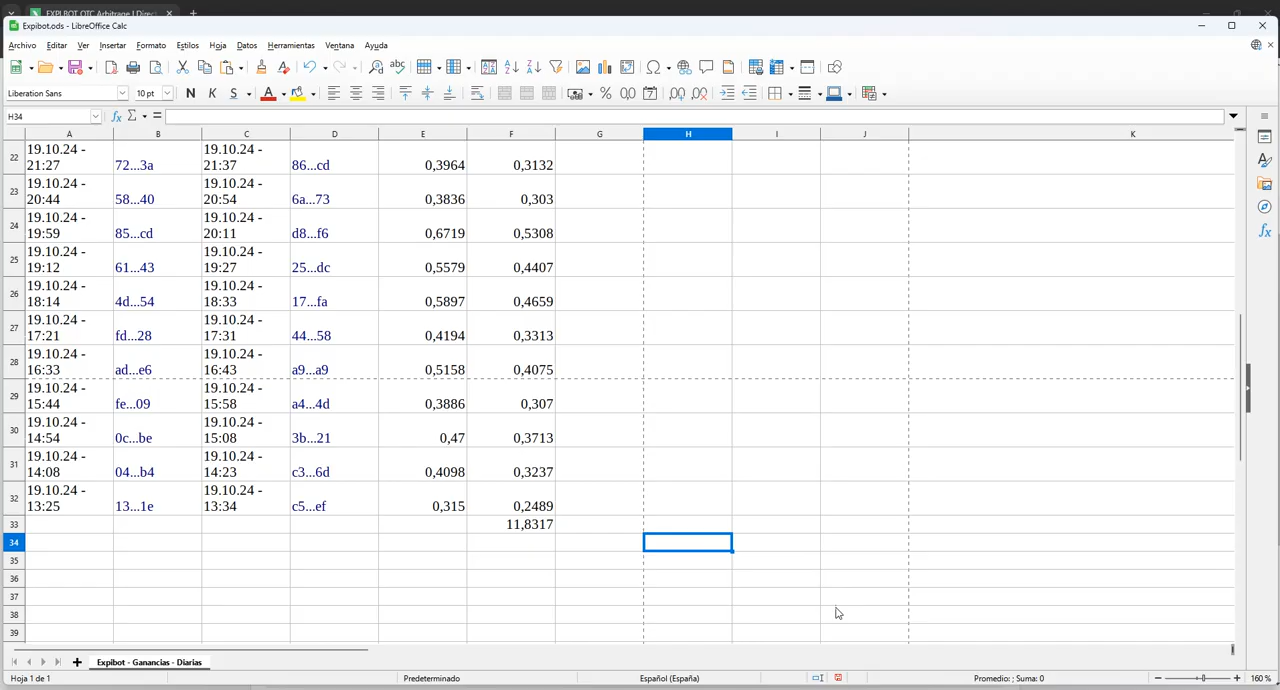 EXPI.BOT OTC Arbitrage | Direc
Expibot.ods - LibreOffice Calc
Archivo Editar Ver Insertar Formato Estilos Hoja Datos Herramientas Ventana Ayuda
Liberation Sans 10 pt N K S
H34
A B C D E F G H I J K
22 19.10.24 - 21:27 72...3a 19.10.24 - 21:37 86...cd 0,3964 0,3132
23 19.10.24 - 20:44 58...40 19.10.24 - 20:54 6a...73 0,3836 0,303
24 19.10.24 - 19:59 85...cd 19.10.24 - 20:11 d8...f6 0,6719 0,5308
25 19.10.24 - 19:12 61...43 19.10.24 - 19:27 25...dc 0,5579 0,4407
26 19.10.24 - 18:14 4d...54 19.10.24 - 18:33 17...fa 0,5897 0,4659
27 19.10.24 - 17:21 fd...28 19.10.24 - 17:31 44...58 0,4194 0,3313
28 19.10.24 - 16:33 ad...e6 19.10.24 - 16:43 a9...a9 0,5158 0,4075
29 19.10.24 - 15:44 fe...09 19.10.24 - 15:58 a4...4d 0,3886 0,307
30 19.10.24 - 14:54 0c...be 19.10.24 - 15:08 3b...21 0,47 0,3713
31 19.10.24 - 14:08 04...b4 19.10.24 - 14:23 c3...6d 0,4098 0,3237
32 19.10.24 - 13:25 13...1e 19.10.24 - 13:34 c5...ef 0,315 0,2489
33 11,8317
34
35
36
37
38
39
Expibot - Ganancias - Diarias
Hoja 1 de 1 Predeterminado Español (España) Promedio: ; Suma: 0 160 %